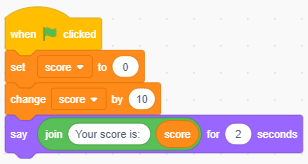 when clicked
set score to 0
change score by 10
say join Your score is: score for 2 seconds